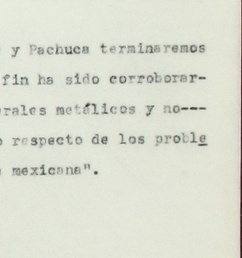 y Pachuca terminaremos
fin ha sido corroborar-
rales metálicos y no---
respecto de los proble
mexicana".